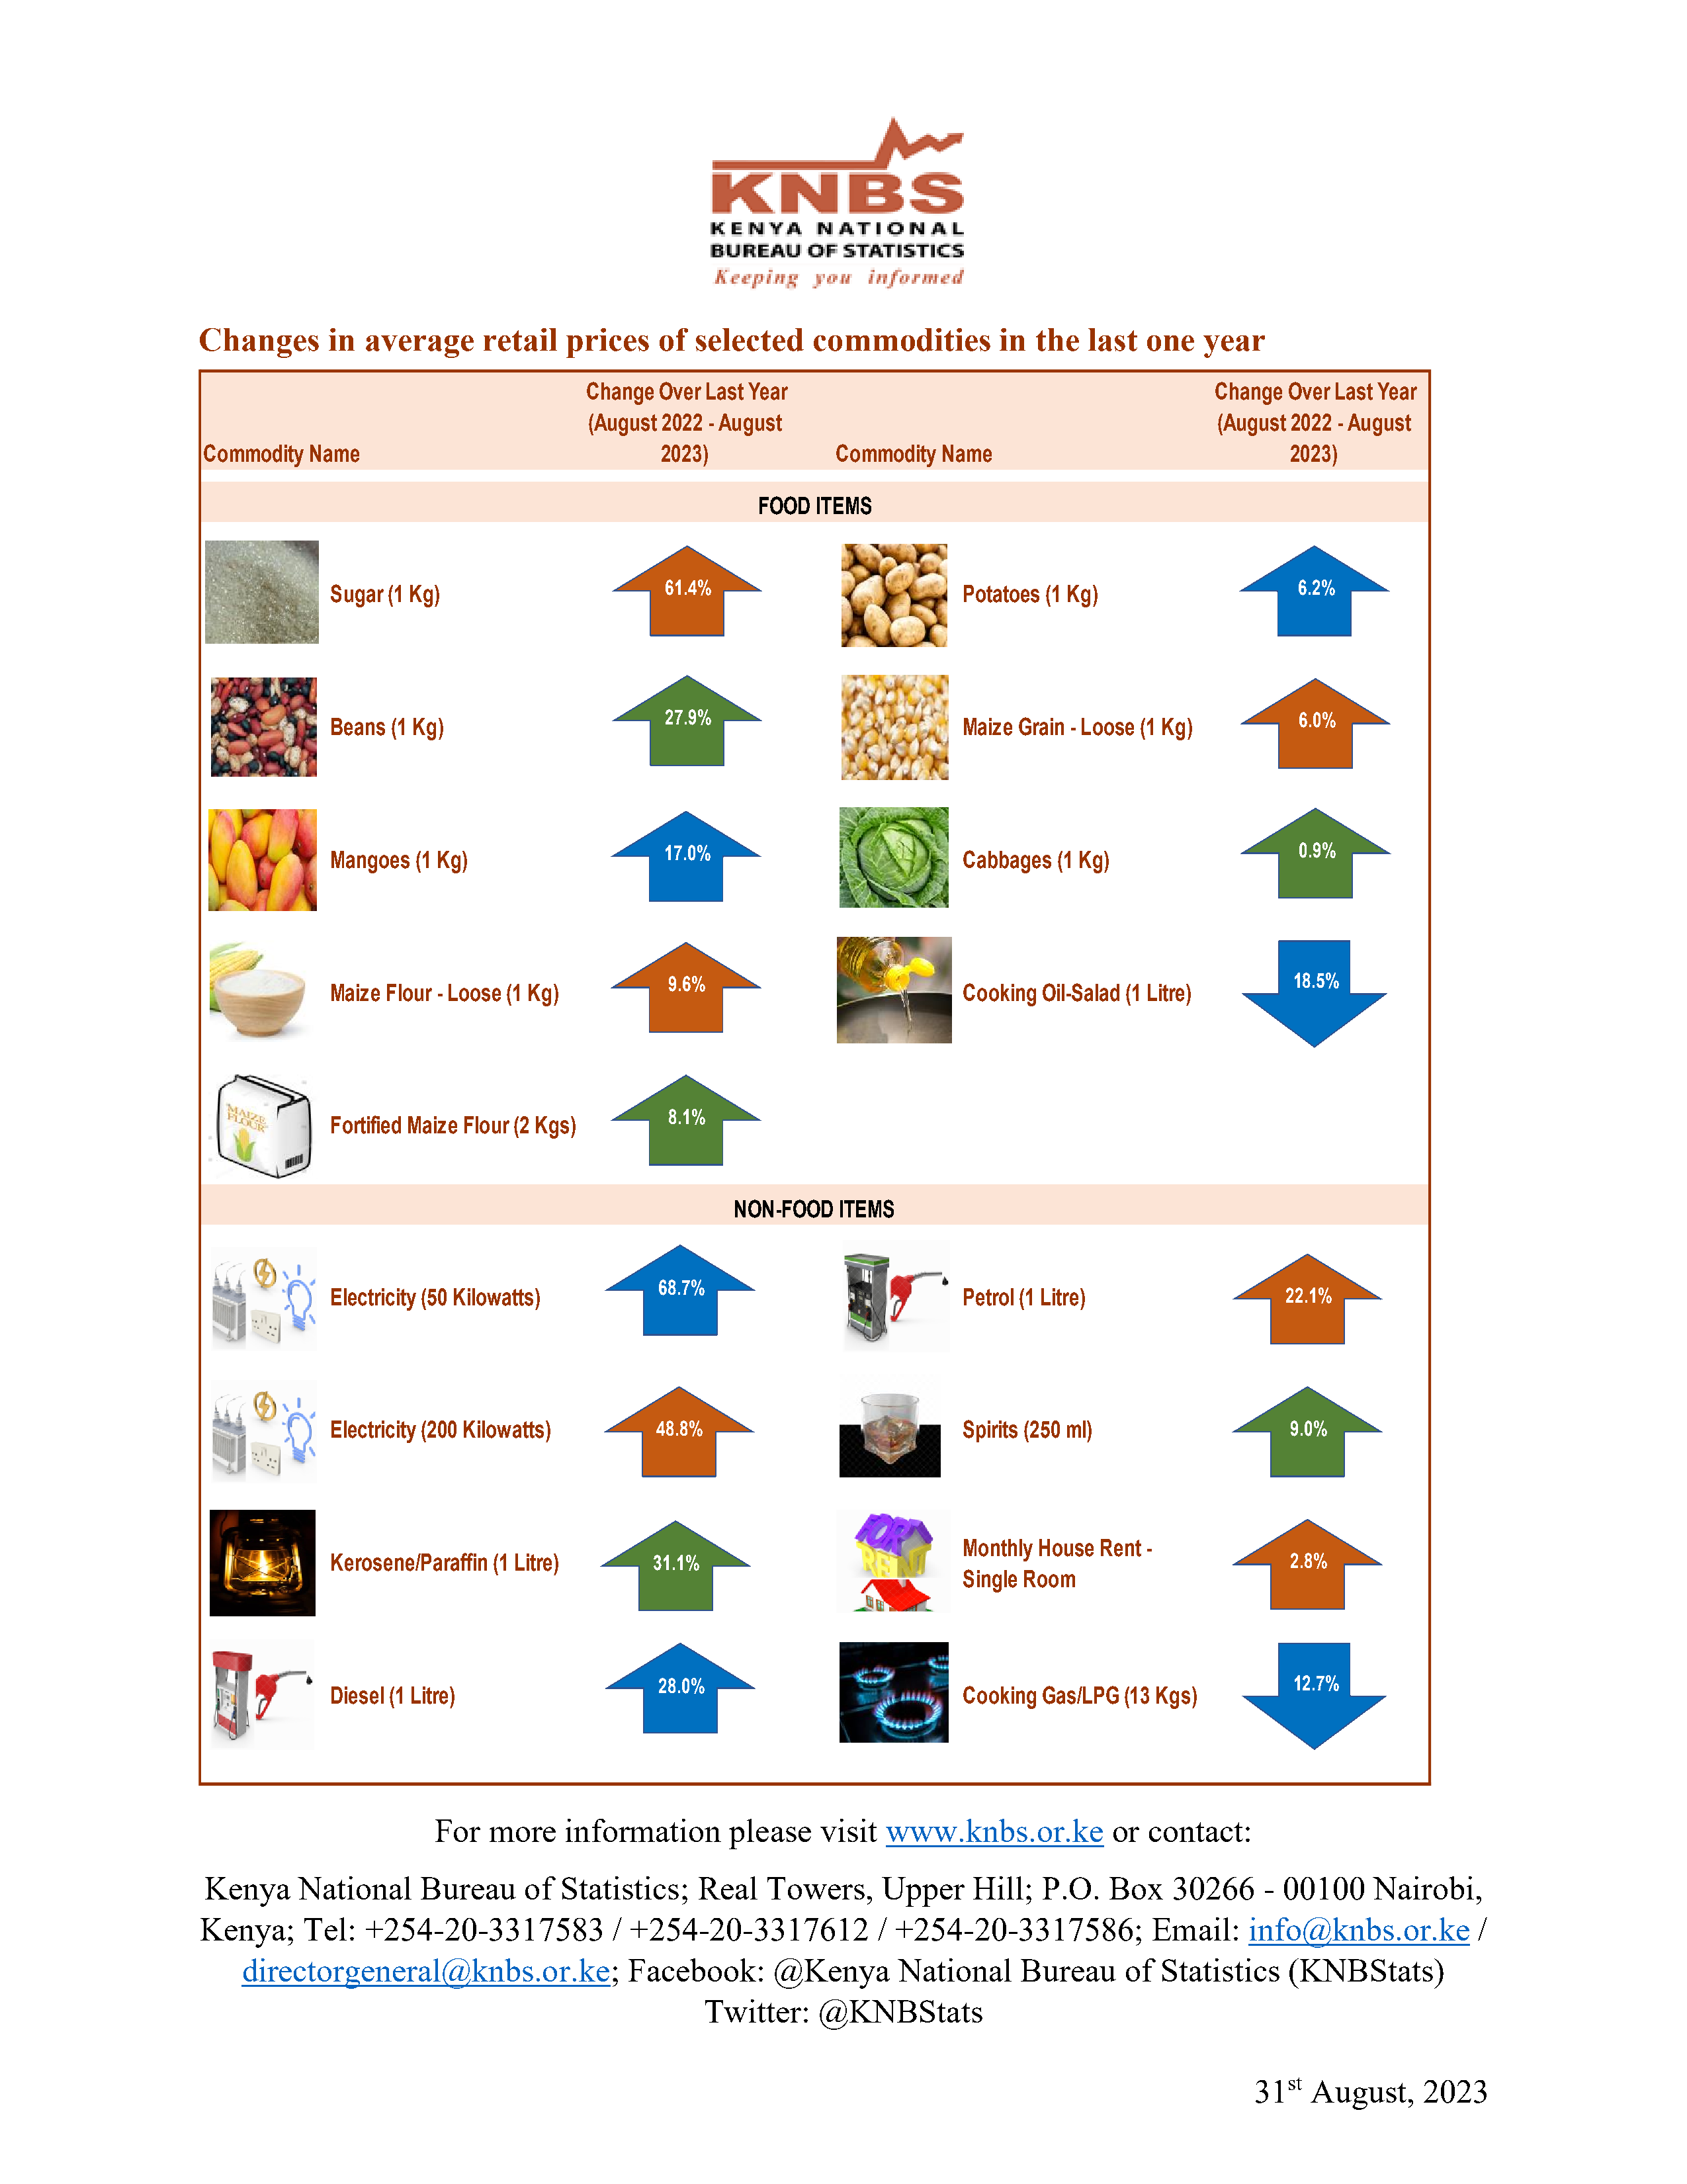 KNBS
KENYA NATIONAL
BUREAU OF STATISTICS
Keeping you informed
Changes in average retail prices of selected commodities in the last one year
Commodity Name
Change Over Last Year
(August 2022 - August
2023)
Commodity Name
Change Over Last Year
(August 2022 - August
2023)
FOOD ITEMS
Sugar (1 Kg)
61.4%
Potatoes (1 Kg)
6.2%
Beans (1 Kg)
27.9%
Maize Grain - Loose (1 Kg)
6.0%
Mangoes (1 Kg)
17.0%
Cabbages (1 Kg)
0.9%
Maize Flour - Loose (1 Kg)
9.6%
Cooking Oil-Salad (1 Litre)
18.5%
MAIZE
FLOUR
Fortified Maize Flour (2 Kgs)
8.1%
NON-FOOD ITEMS
Electricity (50 Kilowatts)
68.7%
Petrol (1 Litre)
22.1%
Electricity (200 Kilowatts)
48.8%
Spirits (250 ml)
9.0%
Kerosene/Paraffin (1 Litre)
31.1%
FOR
RENT
Monthly House Rent -
Single Room
2.8%
Diesel (1 Litre)
28.0%
Cooking Gas/LPG (13 Kgs)
12.7%
For more information please visit www.knbs.or.ke or contact:
Kenya National Bureau of Statistics; Real Towers, Upper Hill; P.O. Box 30266 - 00100 Nairobi,
Kenya; Tel: +254-20-3317583 / +254-20-3317612 / +254-20-3317586; Email: info@knbs.or.ke /
directorgeneral@knbs.or.ke; Facebook: @Kenya National Bureau of Statistics (KNBStats)
Twitter: @KNBStats
31st August, 2023